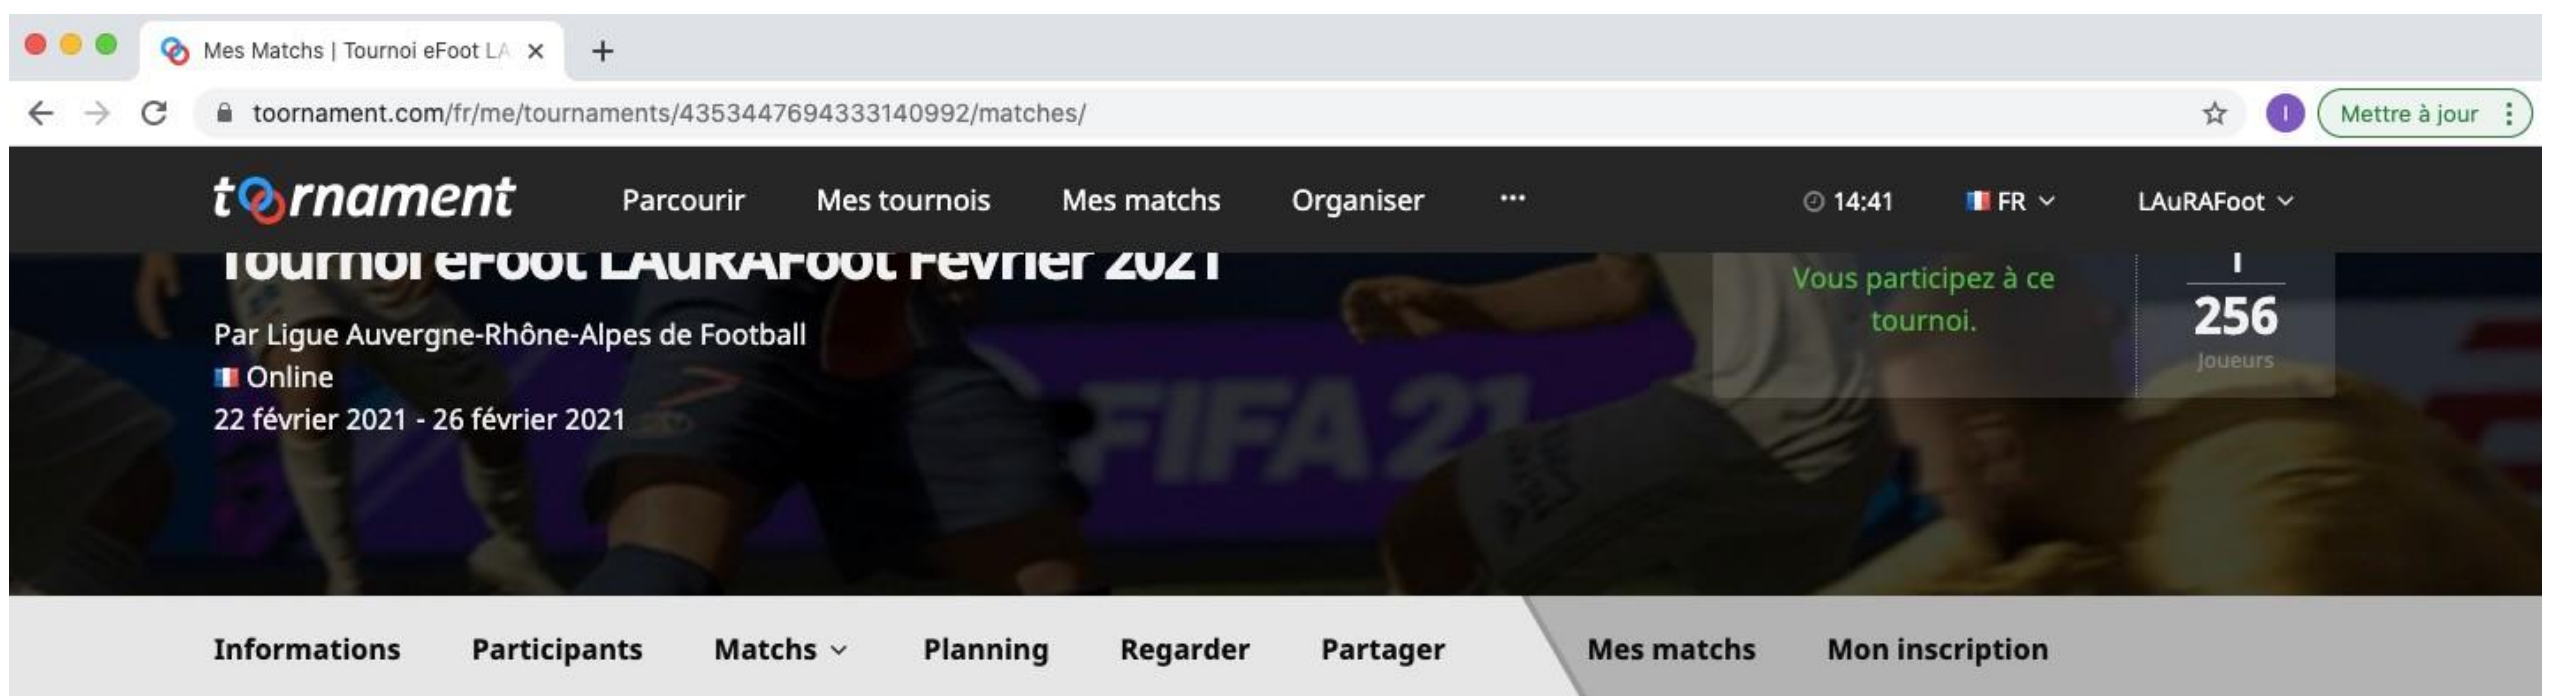 Mes Matchs | Tournoi eFoot LA
toornament.com/fr/me/tournaments/4353447694333140992/matches/
I
Mettre à jour
toornament
Parcourir
Mes tournois
Mes matchs
Organiser
...
14:41
FR
LAuRAFoot
Tournoi eFoot LAuRAFoot Février 2021
Par Ligue Auvergne-Rhône-Alpes de Football
Online
22 février 2021 - 26 février 2021
Vous participez à ce
tournoi.
256
Joueurs
FIFA 21
Informations
Participants
Matchs
Planning
Regarder
Partager
Mes matchs
Mon inscription